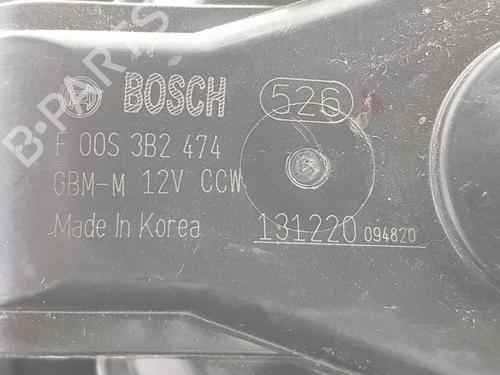 BOSCH
526
F 00S 3B2 474
GBM-M 12V CCW
Made In Korea
131220 094820
B-PARTS